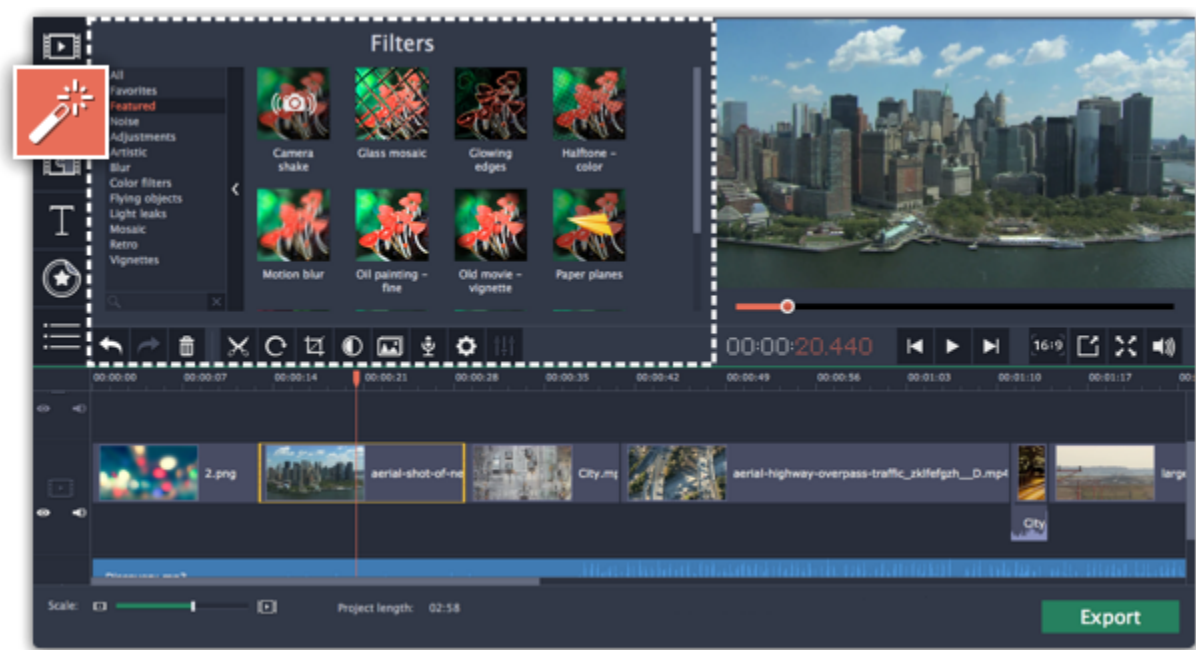 Filters
All
Favorites
Featured
Noise
Adjustments
Artistic
Blur
Color filters
Flying objects
Light leaks
Mosaic
Retro
Vignettes
Camera shake
Glass mosaic
Glowing edges
Halftone – color
Motion blur
Oil painting – fine
Old movie – vignette
Paper planes
T
00:00:20.440
16:9
00:00:00 00:00:07 00:00:14 00:00:21 00:00:28 00:00:35 00:00:42 00:00:49 00:00:56 00:01:03 00:01:10 00:01:17 00:
2.png
aerial-shot-of-ne
City.mp
aerial-highway-overpass-traffic_zklfefgzh__D.mp4
large
City
Discovery.mp3
Scale:
Project length: 02:58
Export